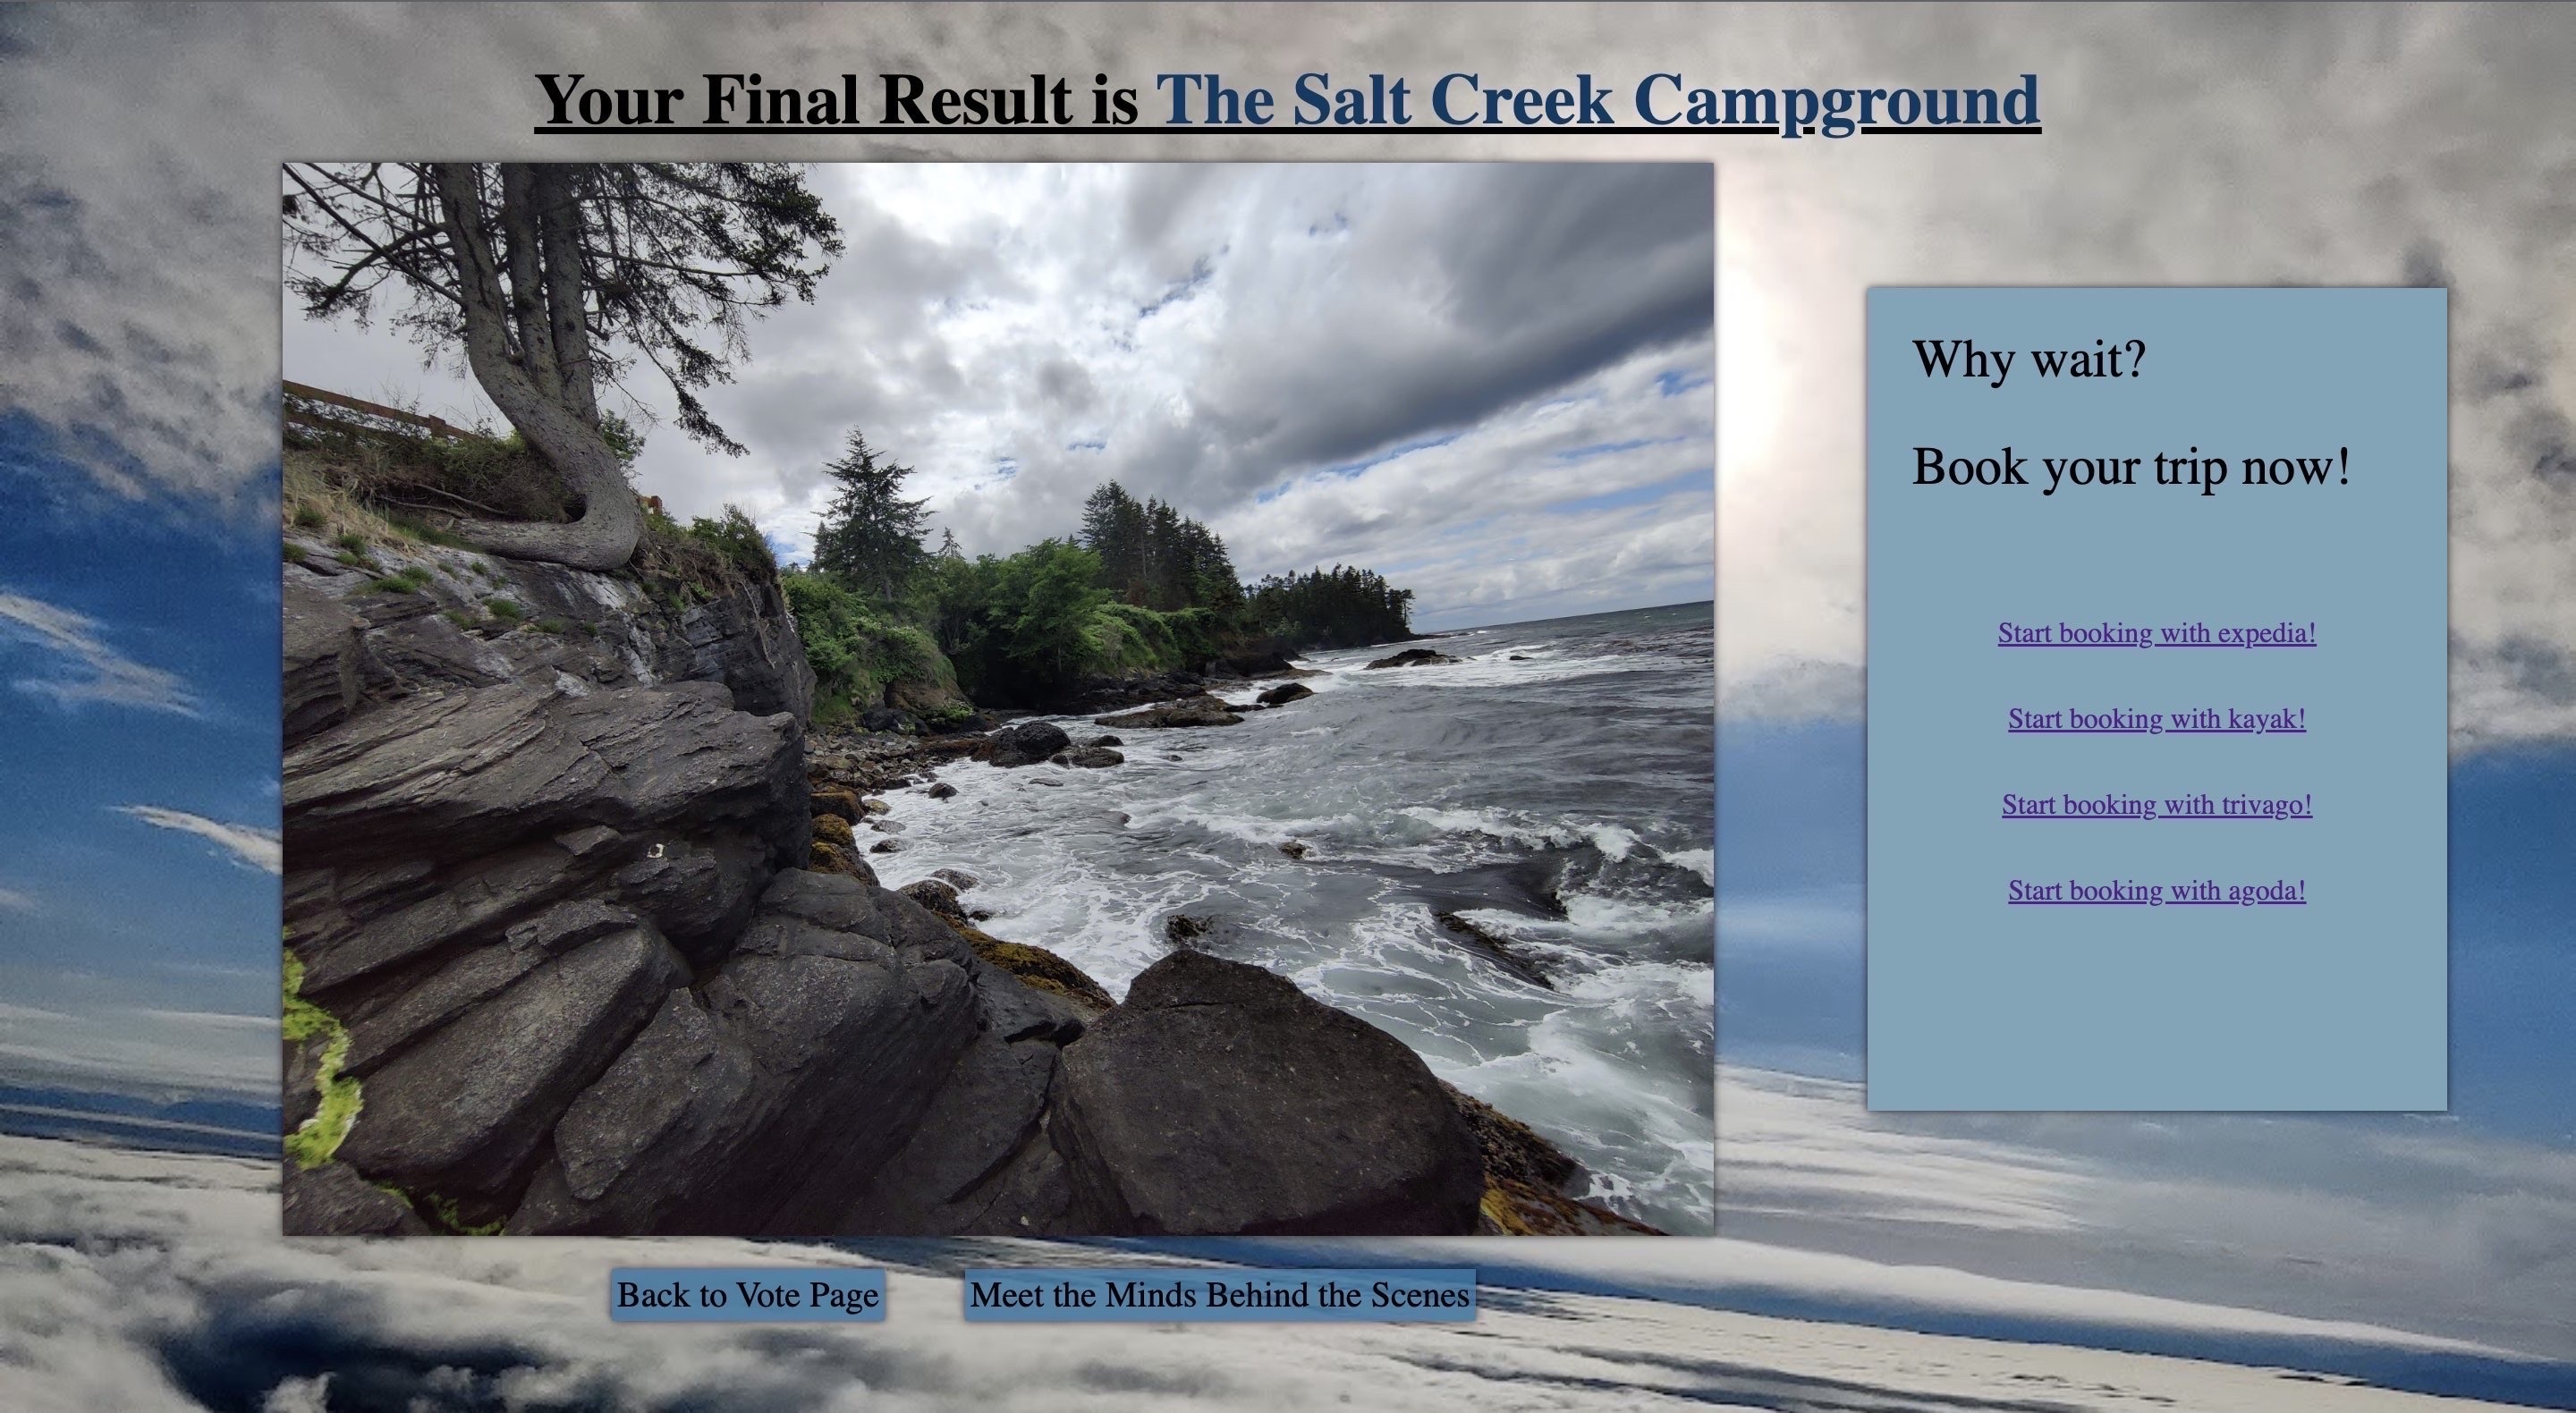 Your Final Result is The Salt Creek Campground
Why wait?
Book your trip now!
Start booking with expedia!
Start booking with kayak!
Start booking with trivago!
Start booking with agoda!
Back to Vote Page
Meet the Minds Behind the Scenes